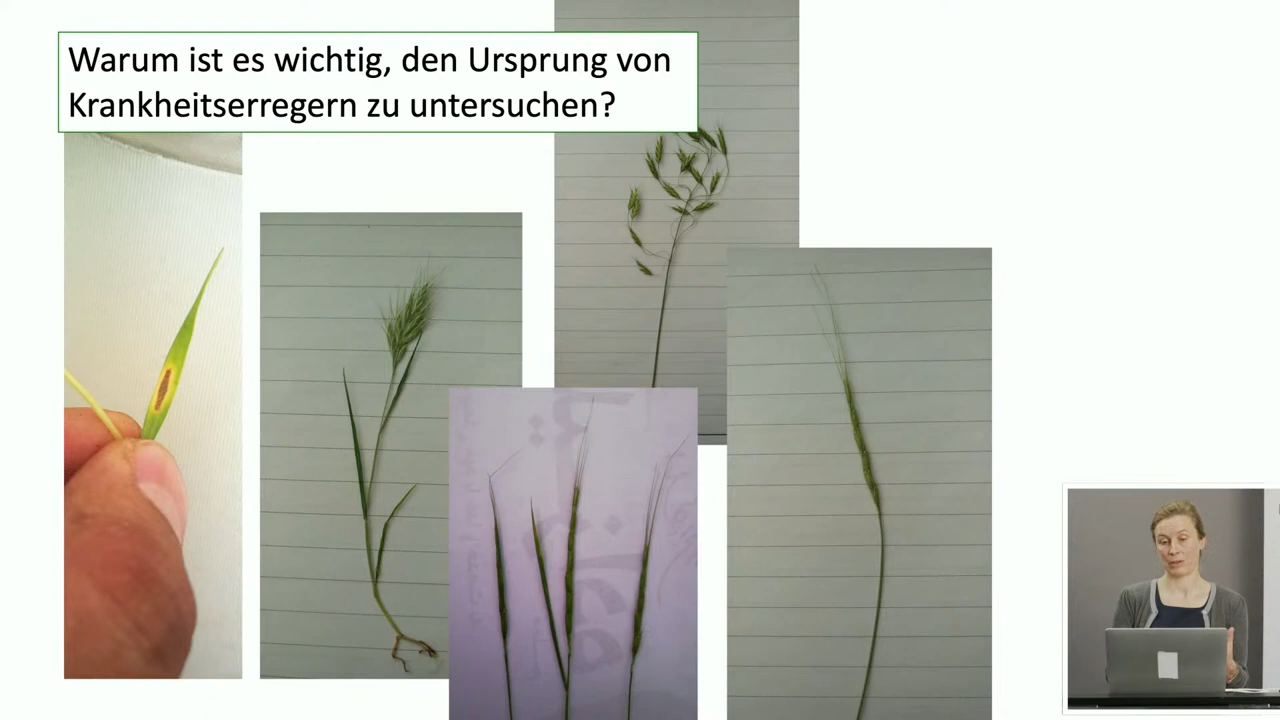 Warum ist es wichtig, den Ursprung von
Krankheitserregern zu untersuchen?